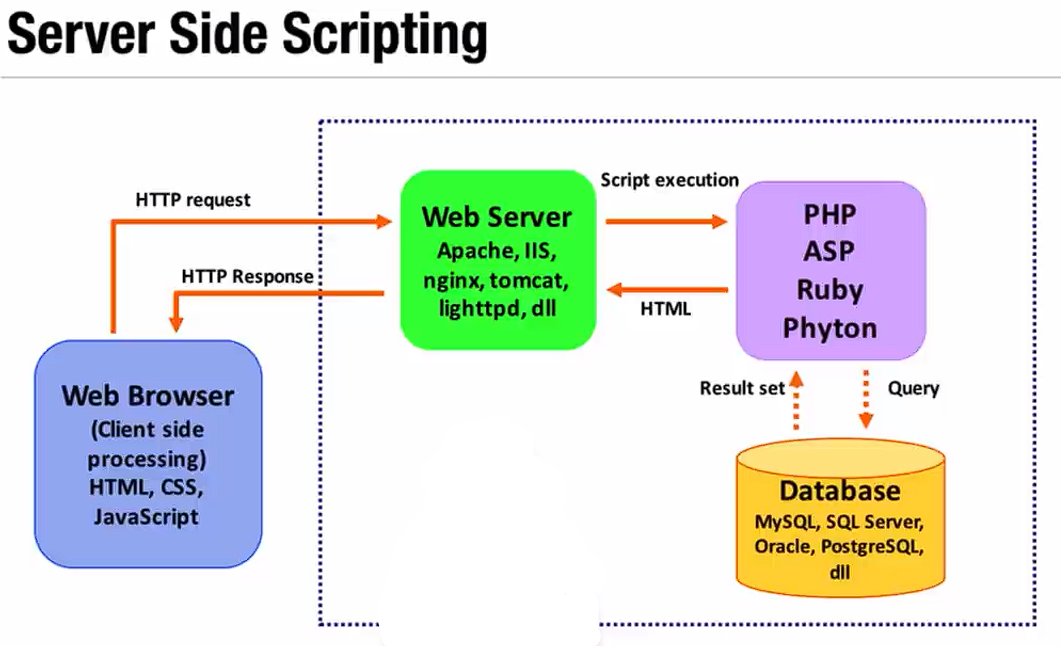 Server Side Scripting
HTTP request
HTTP Response
Web Browser
(Client side
processing)
HTML, CSS,
JavaScript
Web Server
Apache, IIS,
nginx, tomcat,
lighttpd, dll
Script execution
HTML
PHP
ASP
Ruby
Phyton
Result set
Query
Database
MySQL, SQL Server,
Oracle, PostgreSQL,
dll